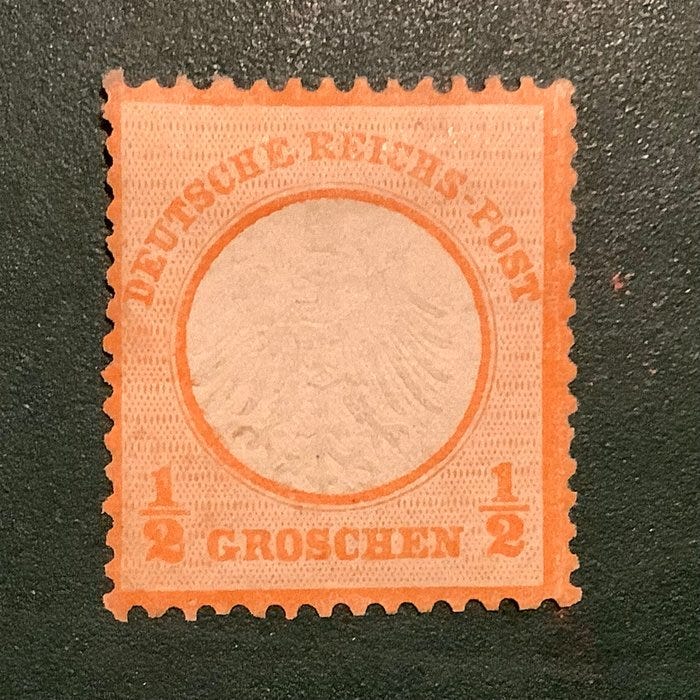 DEUTSCHE REICHS-POST
1/2 GROSCHEN 1/2